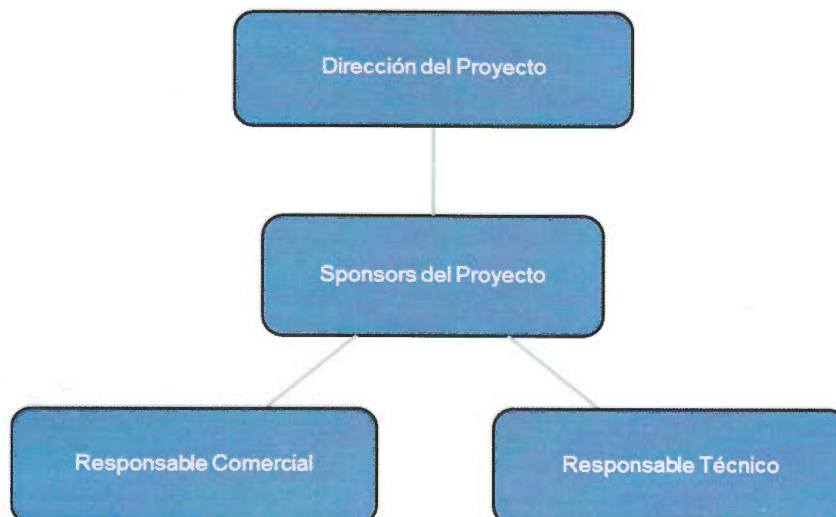 Dirección del Proyecto
Sponsors del Proyecto
Responsable Comercial
Responsable Técnico